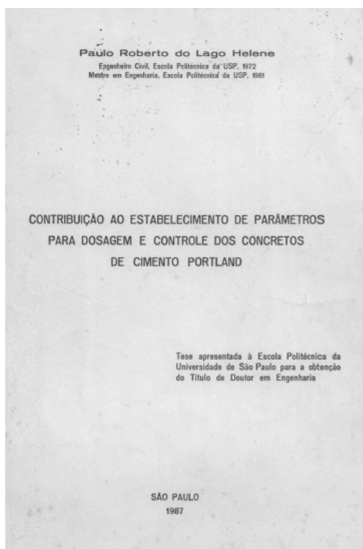 Paulo Roberto do Lago Helene
Engenheiro Civil, Escola Politécnica da USP, 1972
Mestre em Engenharia, Escola Politécnica da USP, 1981
CONTRIBUIÇÃO AO ESTABELECIMENTO DE PARÂMETROS
PARA DOSAGEM E CONTROLE DOS CONCRETOS
DE CIMENTO PORTLAND
Tese apresentada à Escola Politécnica da
Universidade de São Paulo para a obtenção
do Título de Doutor em Engenharia
SÃO PAULO
1987